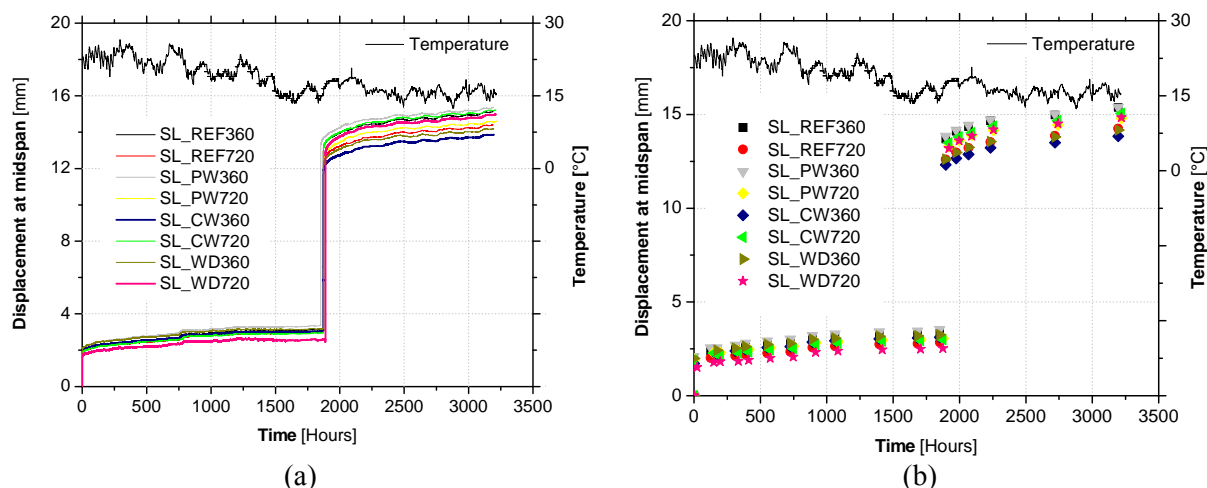 Displacement at midspan [mm]
20
18
16
14
12
8
4
0
30
15
0
Temperature
SL_REF360
SL_REF720
SL_PW360
SL_PW720
SL_CW360
SL_CW720
SL_WD360
SL_WD720
Temperature [°C]
0 500 1000 1500 2000 2500 3000 3500
Time [Hours]
(a)
Displacement at midspan [mm]
20
15
10
5
0
30
15
0
Temperature
SL_REF360
SL_REF720
SL_PW360
SL_PW720
SL_CW360
SL_CW720
SL_WD360
SL_WD720
Temperature [°C]
0 500 1000 1500 2000 2500 3000 3500
Time [Hours]
(b)